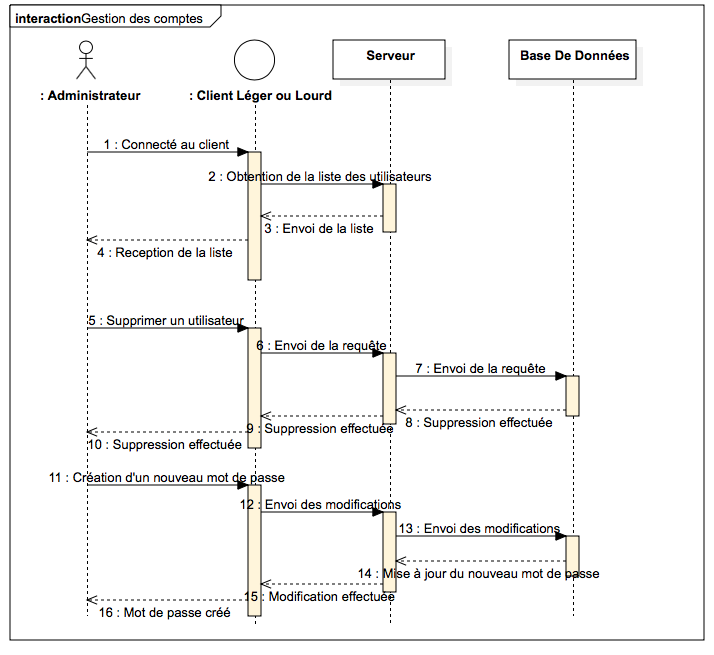 interactionGestion des comptes
Serveur
Base De Données
: Administrateur
: Client Léger ou Lourd
1 : Connecté au client
2 : Obtention de la liste des utilisateurs
3 : Envoi de la liste
4 : Reception de la liste
5 : Supprimer un utilisateur
6 : Envoi de la requête
7 : Envoi de la requête
8 : Suppression effectuée
9 : Suppression effectuée
10 : Suppression effectuée
11 : Création d'un nouveau mot de passe
12 : Envoi des modifications
13 : Envoi des modifications
14 : Mise à jour du nouveau mot de passe
15 : Modification effectuée
16 : Mot de passe créé